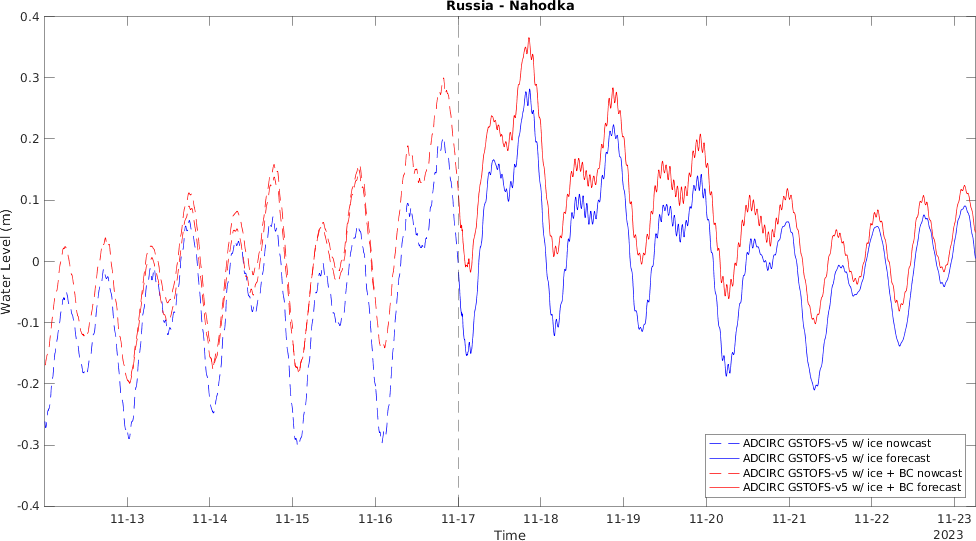 Russia - Nahodka
0.4
0.3
0.2
0.1
0
-0.1
-0.2
-0.3
-0.4
Water Level (m)
ADCIRC GSTOFS-v5 w/ ice nowcast
ADCIRC GSTOFS-v5 w/ ice forecast
ADCIRC GSTOFS-v5 w/ ice + BC nowcast
ADCIRC GSTOFS-v5 w/ ice + BC forecast
11-13 11-14 11-15 11-16 11-17 11-18 11-19 11-20 11-21 11-22 11-23
Time
2023